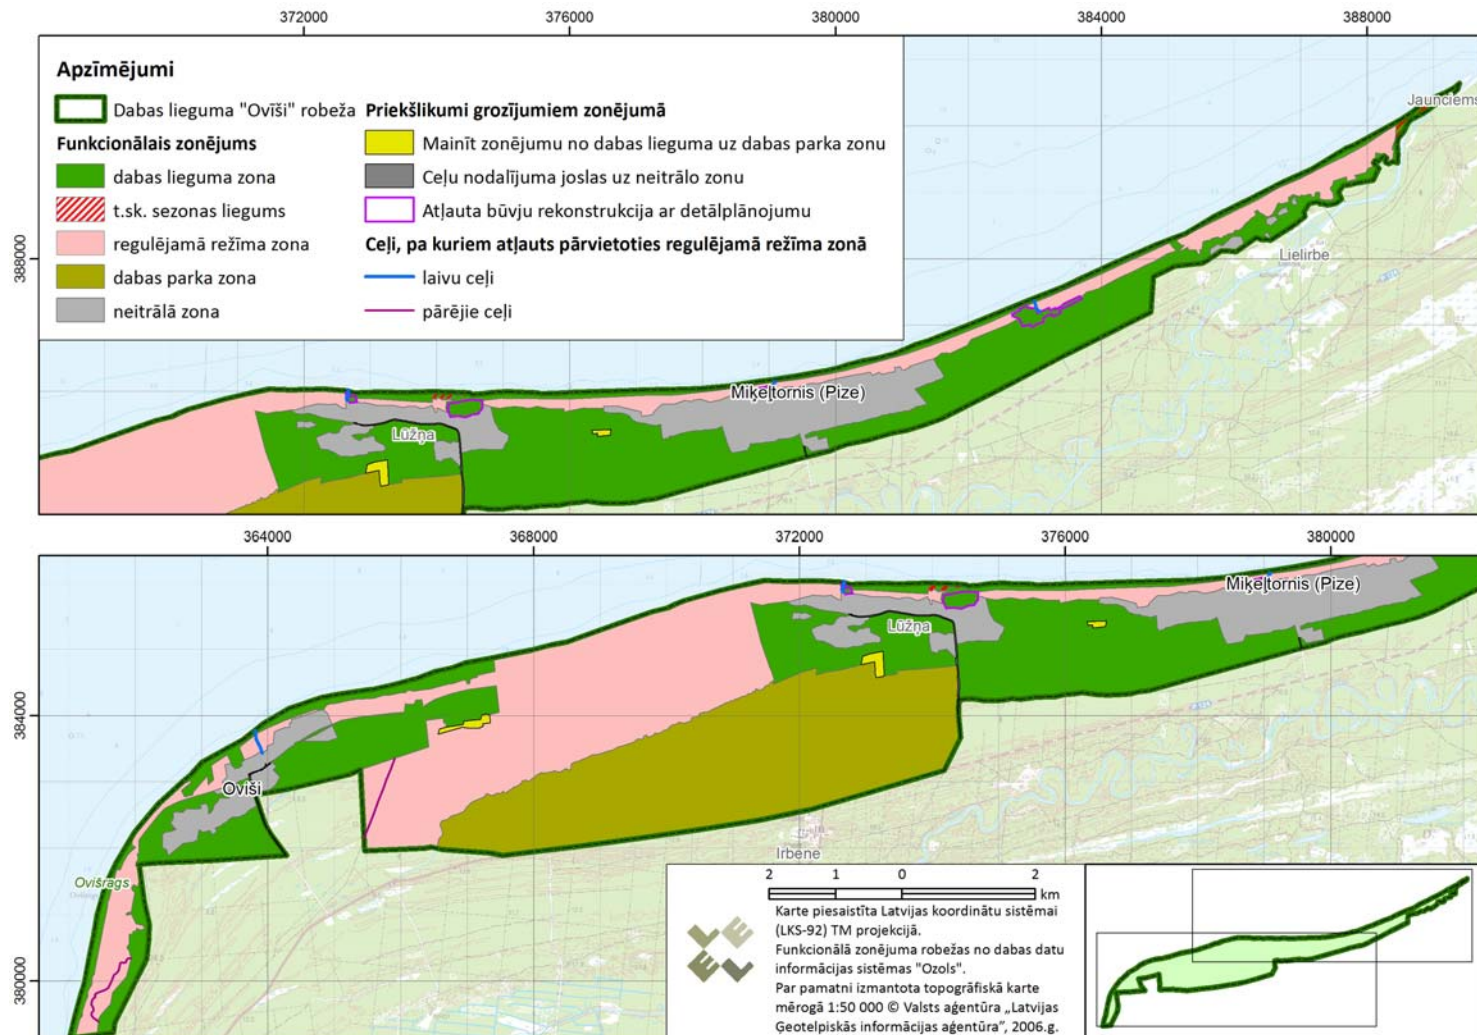 372000
376000
380000
384000
388000
Apzīmējumi
Dabas lieguma "Ovīši" robeža
Funkcionālais zonējums
dabas lieguma zona
t.sk. sezonas liegums
regulējamā režīma zona
dabas parka zona
neitrālā zona
Priekšlikumi grozījumiem zonējumā
Mainīt zonējumu no dabas lieguma uz dabas parka zonu
Ceļu nodalījuma joslas uz neitrālo zonu
Atļauta būvju rekonstrukcija ar detālplānojumu
Ceļi, pa kuriem atļauts pārvietoties regulējamā režīma zonā
laivu ceļi
pārējie ceļi
388000
Jaunciems
Lielirbe
Miķeļtornis (Pize)
Lūžņa
364000
368000
372000
376000
380000
Miķeļtornis (Pize)
Lūžņa
384000
Oviši
Ovišrags
Irbene
380000
2
1
0
2
km
Karte piesaistīta Latvijas koordinātu sistēmai
(LKS-92) TM projekcijā.
Funkcionālā zonējuma robežas no dabas datu
informācijas sistēmas "Ozols".
Par pamatni izmantota topogrāfiskā karte
mērogā 1:50 000 © Valsts aģentūra „Latvijas
Ģeotelpiskās informācijas aģentūra”, 2006.g.